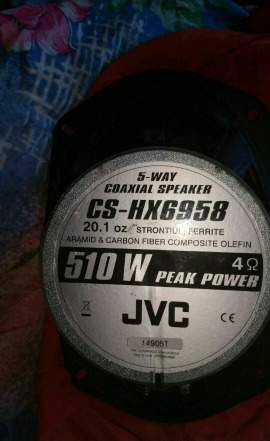 5-WAY
COAXIAL SPEAKER
CS-HX6958
20.1 oz STRONTIUM FERRITE
ARAMID & CARBON FIBER COMPOSITE OLEFIN
510 W PEAK POWER
4Ω
JVC
CE
149051